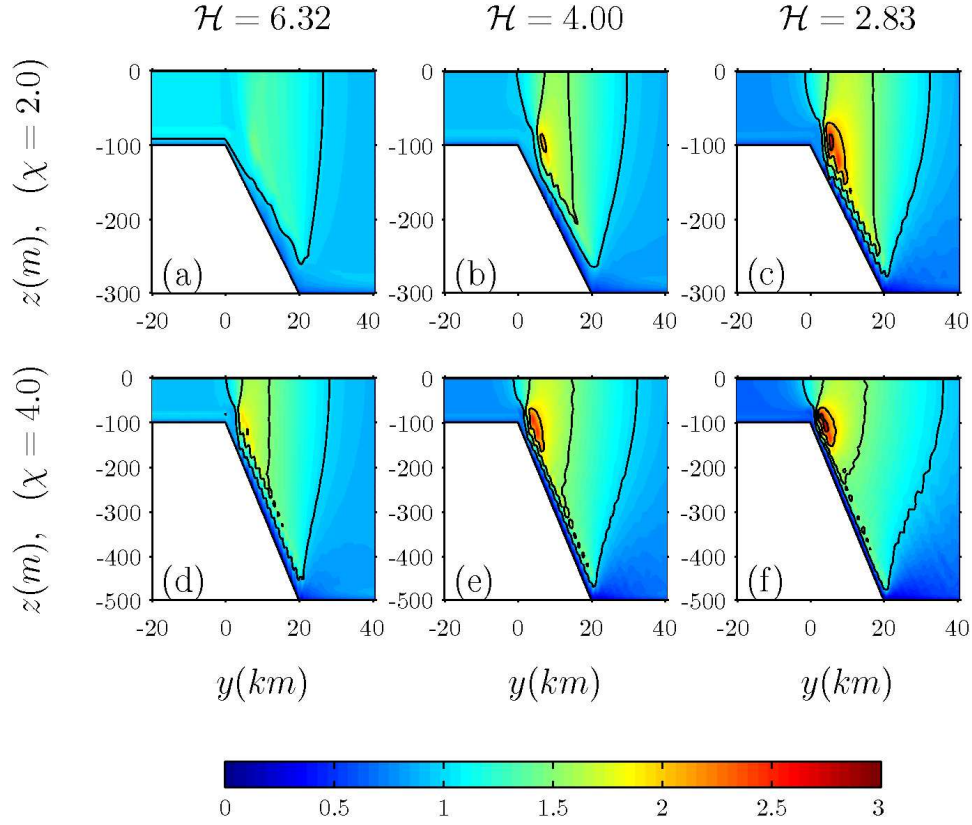 𝓗 = 6.32 𝓗 = 4.00 𝓗 = 2.83
z(m), (χ = 2.0)
0 0 0
-100 -100 -100
-200 -200 -200
-300 -300 -300
(a) (b) (c)
-20 0 20 40 -20 0 20 40 -20 0 20 40
z(m), (χ = 4.0)
0 0 0
-100 -100 -100
-200 -200 -200
-300 -300 -300
-400 -400 -400
-500 -500 -500
(d) (e) (f)
-20 0 20 40 -20 0 20 40 -20 0 20 40
y(km) y(km) y(km)
0 0.5 1 1.5 2 2.5 3